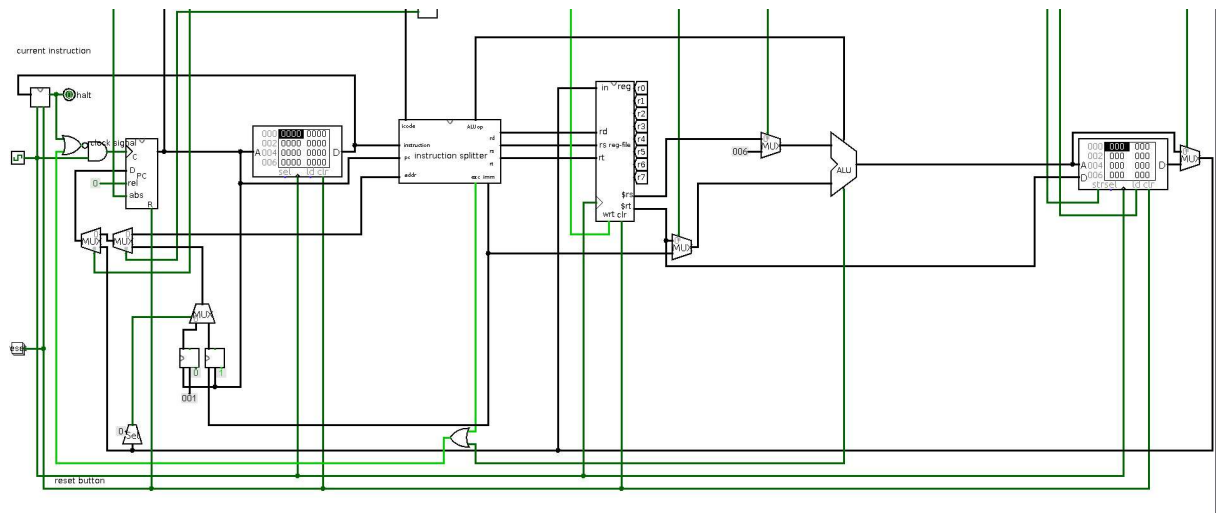 current instruction
halt
clock signal
C
D
PC
rel
abs
R
0
000 0000 0000
002 0000 0000
A 004 0000 0000 D
006 0000 0000
sel ld clr
icode
ALU op
instruction
pc
instruction splitter
addr
rd
rs
rt
exc imm
in reg
rd
rs reg-file
rt
$rs
$rt
wrt clr
r0
r1
r2
r3
r4
r5
r6
r7
006
MUX
MUX
ALU
000 000 000
002 000 000
A 004 000 000 D
D 006 000 000
str sel ld clr
MUX
MUX
MUX
MUX
0
1
001
0
Sel
reset button